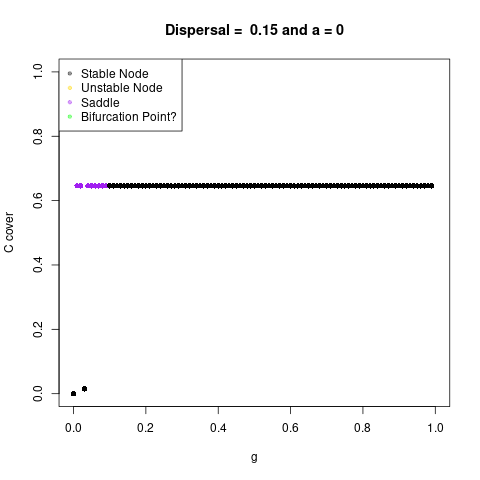 Dispersal =  0.15 and a = 0
Stable Node
Unstable Node
Saddle
Bifurcation Point?
1.0
0.8
0.6
0.4
0.2
0.0
C cover
0.0 0.2 0.4 0.6 0.8 1.0
g